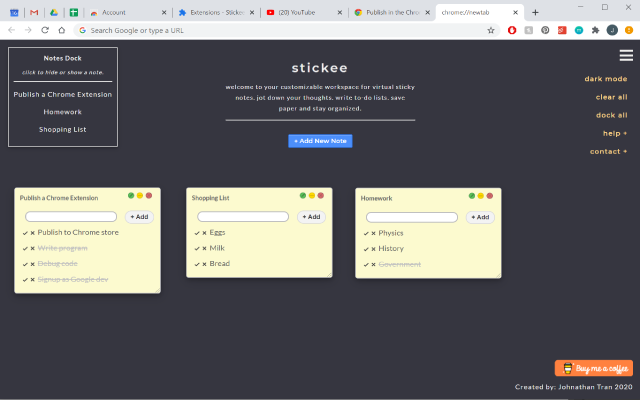 Account
Extensions - Sticke
(20) YouTube
Publish in the Chro
chrome://newtab
Search Google or type a URL
Notes Dock
click to hide or show a note.
Publish a Chrome Extension
Homework
Shopping List
stickee
welcome to your customizable workspace for virtual sticky
notes, jot down your thoughts, write to-do lists, save
paper and stay organized.
+ Add New Note
dark mode
clear all
dock all
help +
contact +
Publish a Chrome Extension
+ Add
Publish to Chrome store
Write program
Debug code
Signup as Google dev
Shopping List
+ Add
Eggs
Milk
Bread
Homework
+ Add
Physics
History
Government
Buy me a coffee
Created by: Johnathan Tran 2020